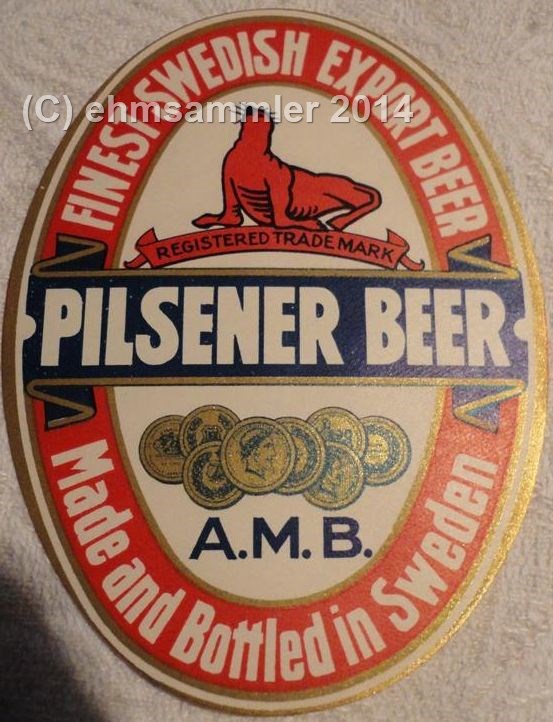 (C) ehmsammler 2014
FINEST SWEDISH EXPORT BEER
REGISTERED TRADE MARK
PILSENER BEER
A.M.B.
Made and Bottled in Sweden